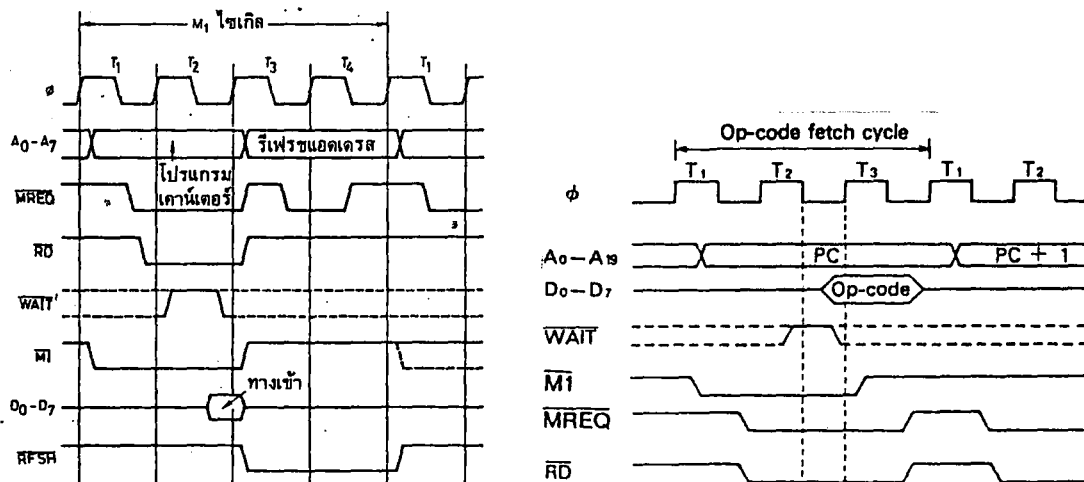 M1 ไซเกิล
T1 T2 T3 T4 T1
ø
A0-A7
รีเฟรชแอดเดรส
โปรแกรม
เคาน์เตอร์
MREQ
RD
WAIT
M1
ทางเข้า
D0-D7
RFSH
Op-code fetch cycle
T1 T2 T3 T1 T2
ϕ
A0-A19 PC PC + 1
D0-D7 Op-code
WAIT
M1
MREQ
RD